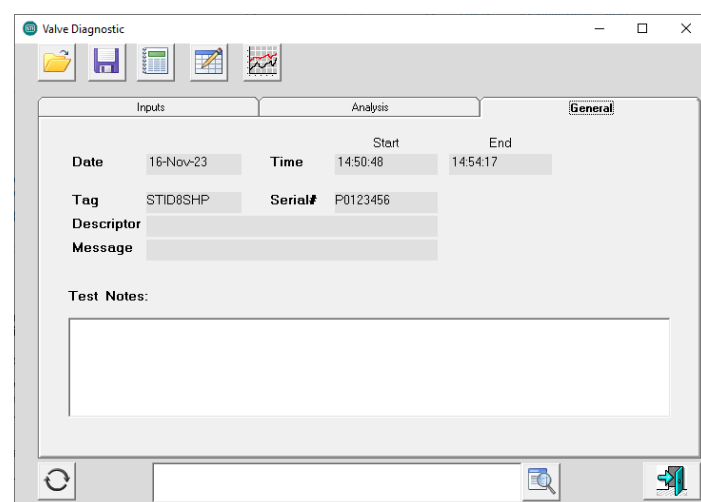 Valve Diagnostic
Inputs Analysis General
Start End
Date 16-Nov-23 Time 14:50:48 14:54:17
Tag STID8SHP Serial# P0123456
Descriptor
Message
Test Notes: